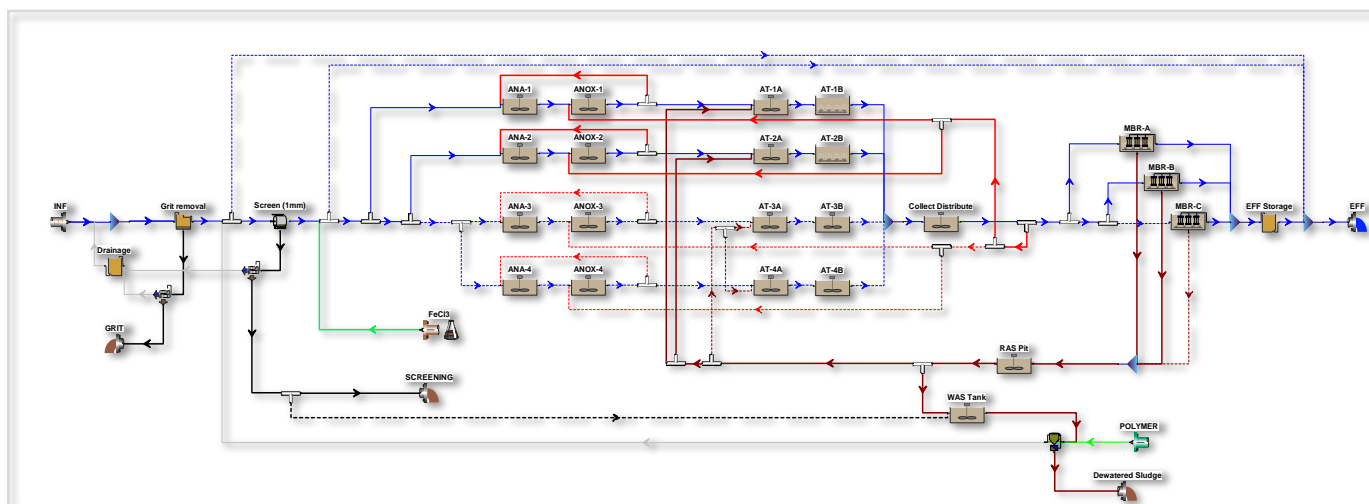 ANA-1
ANOX-1
AT-1A
AT-1B
ANA-2
ANOX-2
AT-2A
AT-2B
MBR-A
MBR-B
INF
Grit removal
Screen (1mm)
ANA-3
ANOX-3
AT-3A
AT-3B
Collect Distribute
MBR-C
EFF Storage
EFF
Drainage
ANA-4
ANOX-4
AT-4A
AT-4B
GRIT
FeCl3
RAS Pit
SCREENING
WAS Tank
POLYMER
Dewatered Sludge